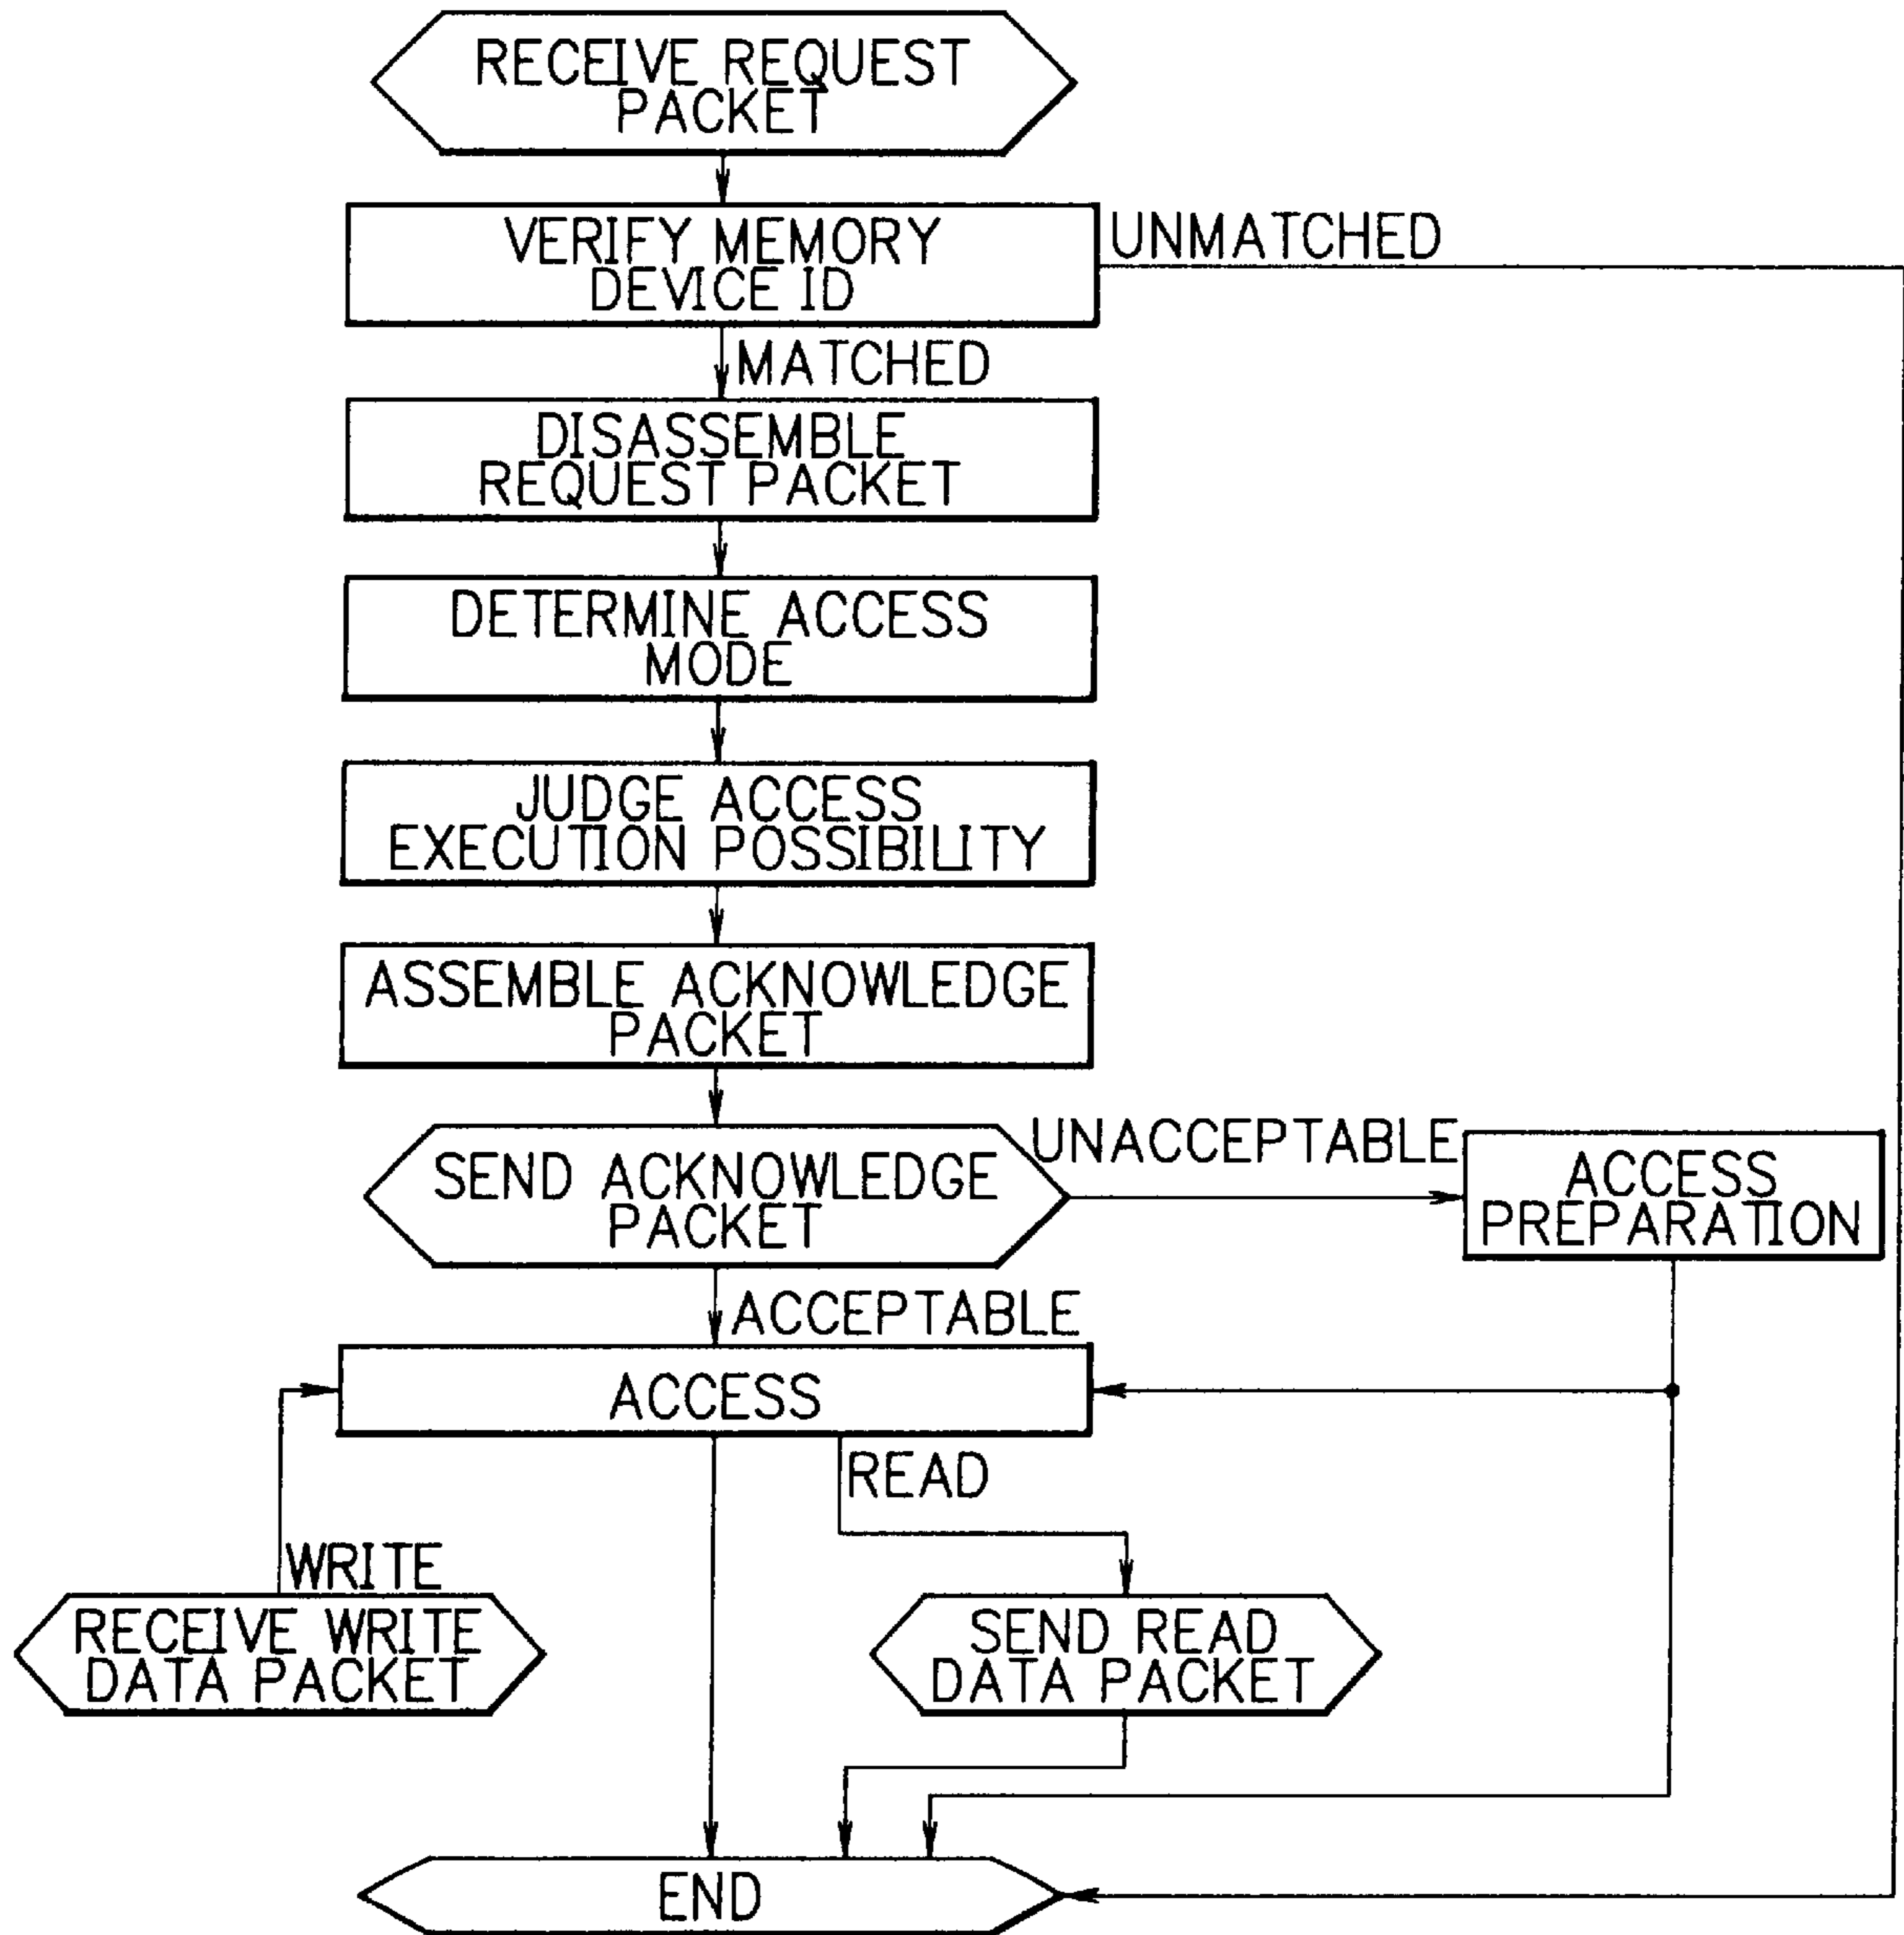 RECEIVE REQUEST
PACKET
VERIFY MEMORY
DEVICE ID
UNMATCHED
MATCHED
DISASSEMBLE
REQUEST PACKET
DETERMINE ACCESS
MODE
JUDGE ACCESS
EXECUTION POSSIBILITY
ASSEMBLE ACKNOWLEDGE
PACKET
SEND ACKNOWLEDGE
PACKET
UNACCEPTABLE
ACCESS
PREPARATION
ACCEPTABLE
ACCESS
READ
WRITE
RECEIVE WRITE
DATA PACKET
SEND READ
DATA PACKET
END